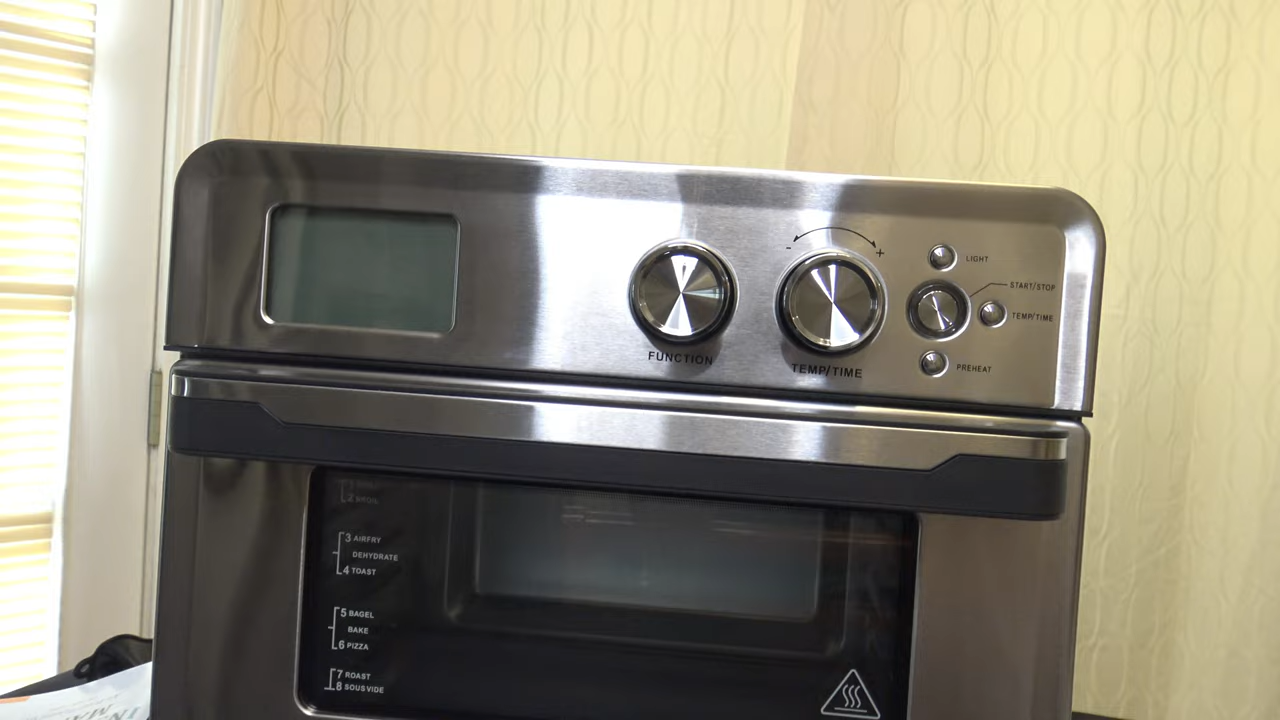 LIGHT
START/STOP
TEMP/TIME
PREHEAT
- +
FUNCTION
TEMP/TIME
2 BROIL
3 AIRFRY
DEHYDRATE
4 TOAST
5 BAGEL
BAKE
6 PIZZA
7 ROAST
8 SOUS VIDE